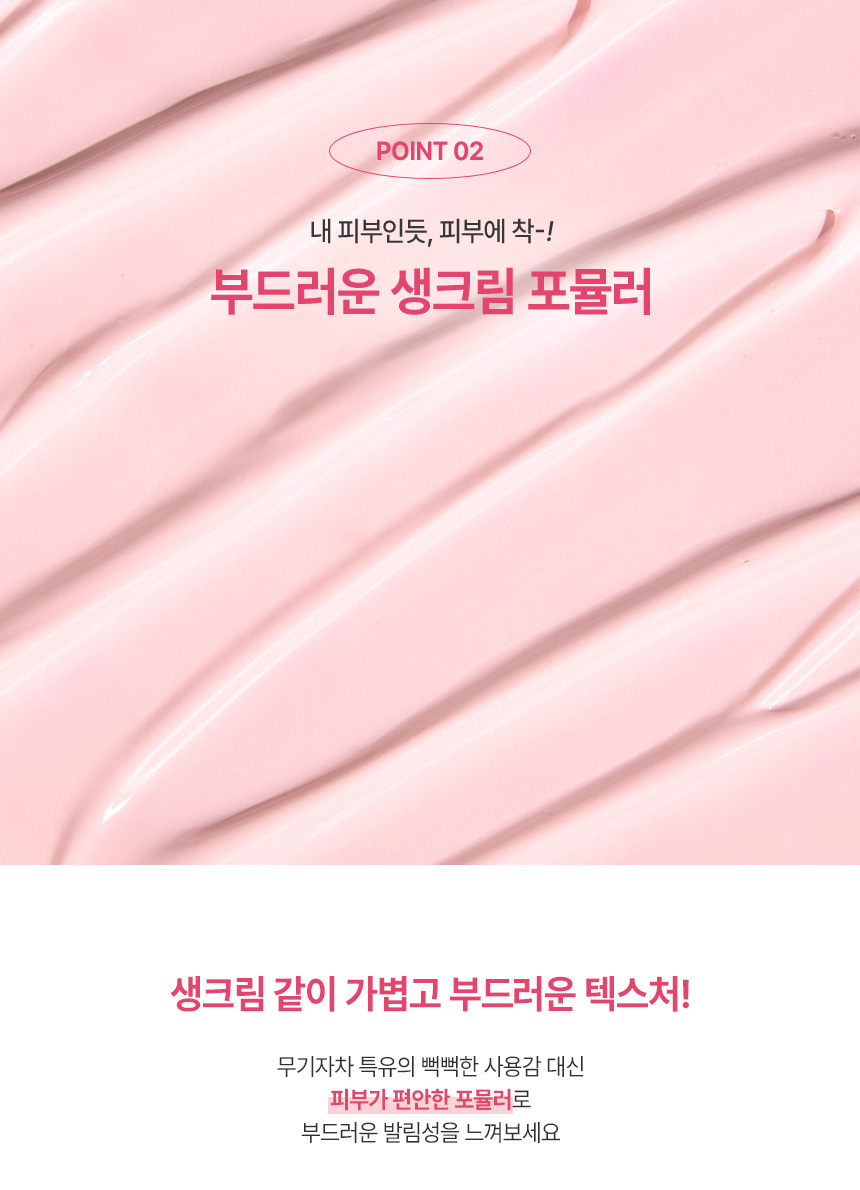 POINT 02
내 피부인듯, 피부에 착-!
부드러운 생크림 포뮬러
생크림 같이 가볍고 부드러운 텍스처!
무기자차 특유의 뻑뻑한 사용감 대신
피부가 편안한 포뮬러로
부드러운 발림성을 느껴보세요